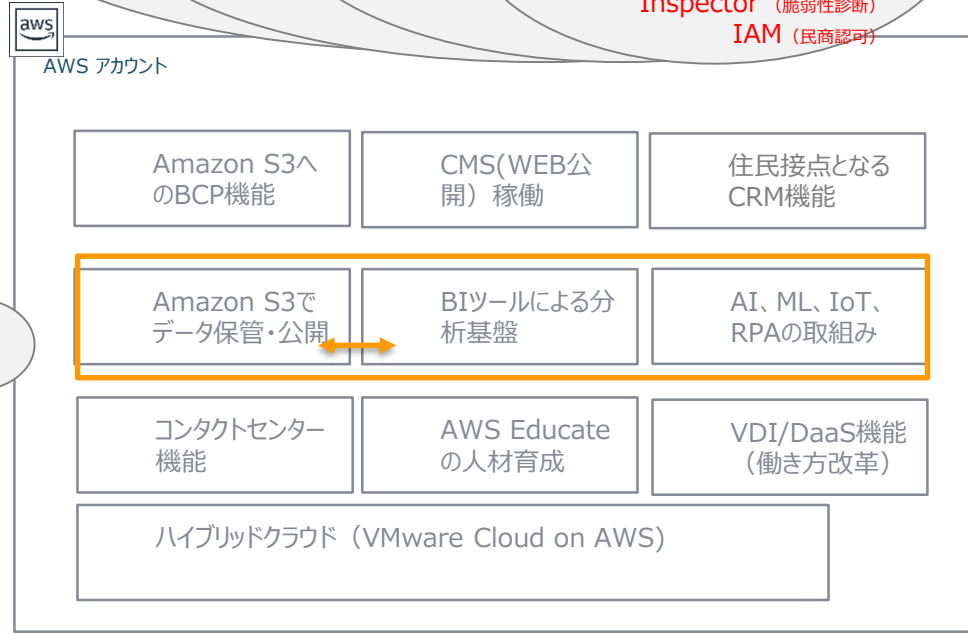 Inspector（脆弱性診断）
IAM（民商認可）
aws
AWS アカウント
Amazon S3へ
のBCP機能
CMS(WEB公
開）稼働
住民接点となる
CRM機能
Amazon S3で
データ保管・公開
BIツールによる分
析基盤
AI、ML、IoT、
RPAの取組み
コンタクトセンター
機能
AWS Educate
の人材育成
VDI/DaaS機能
（働き方改革）
ハイブリッドクラウド（VMware Cloud on AWS)